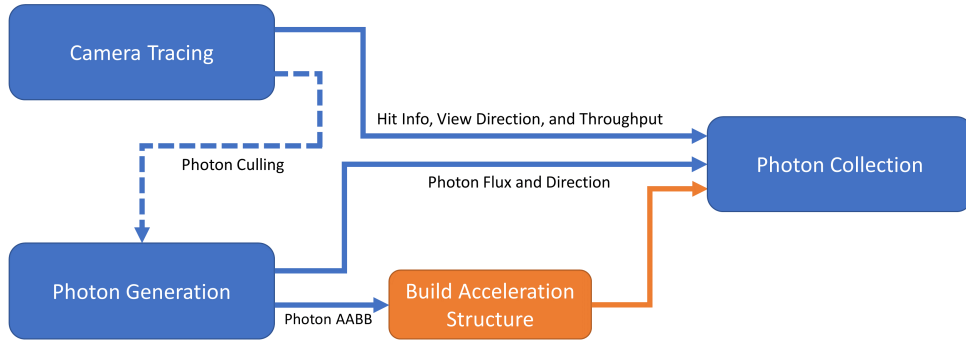 Camera Tracing
Hit Info, View Direction, and Throughput
Photon Culling
Photon Collection
Photon Flux and Direction
Photon Generation
Photon AABB
Build Acceleration
Structure